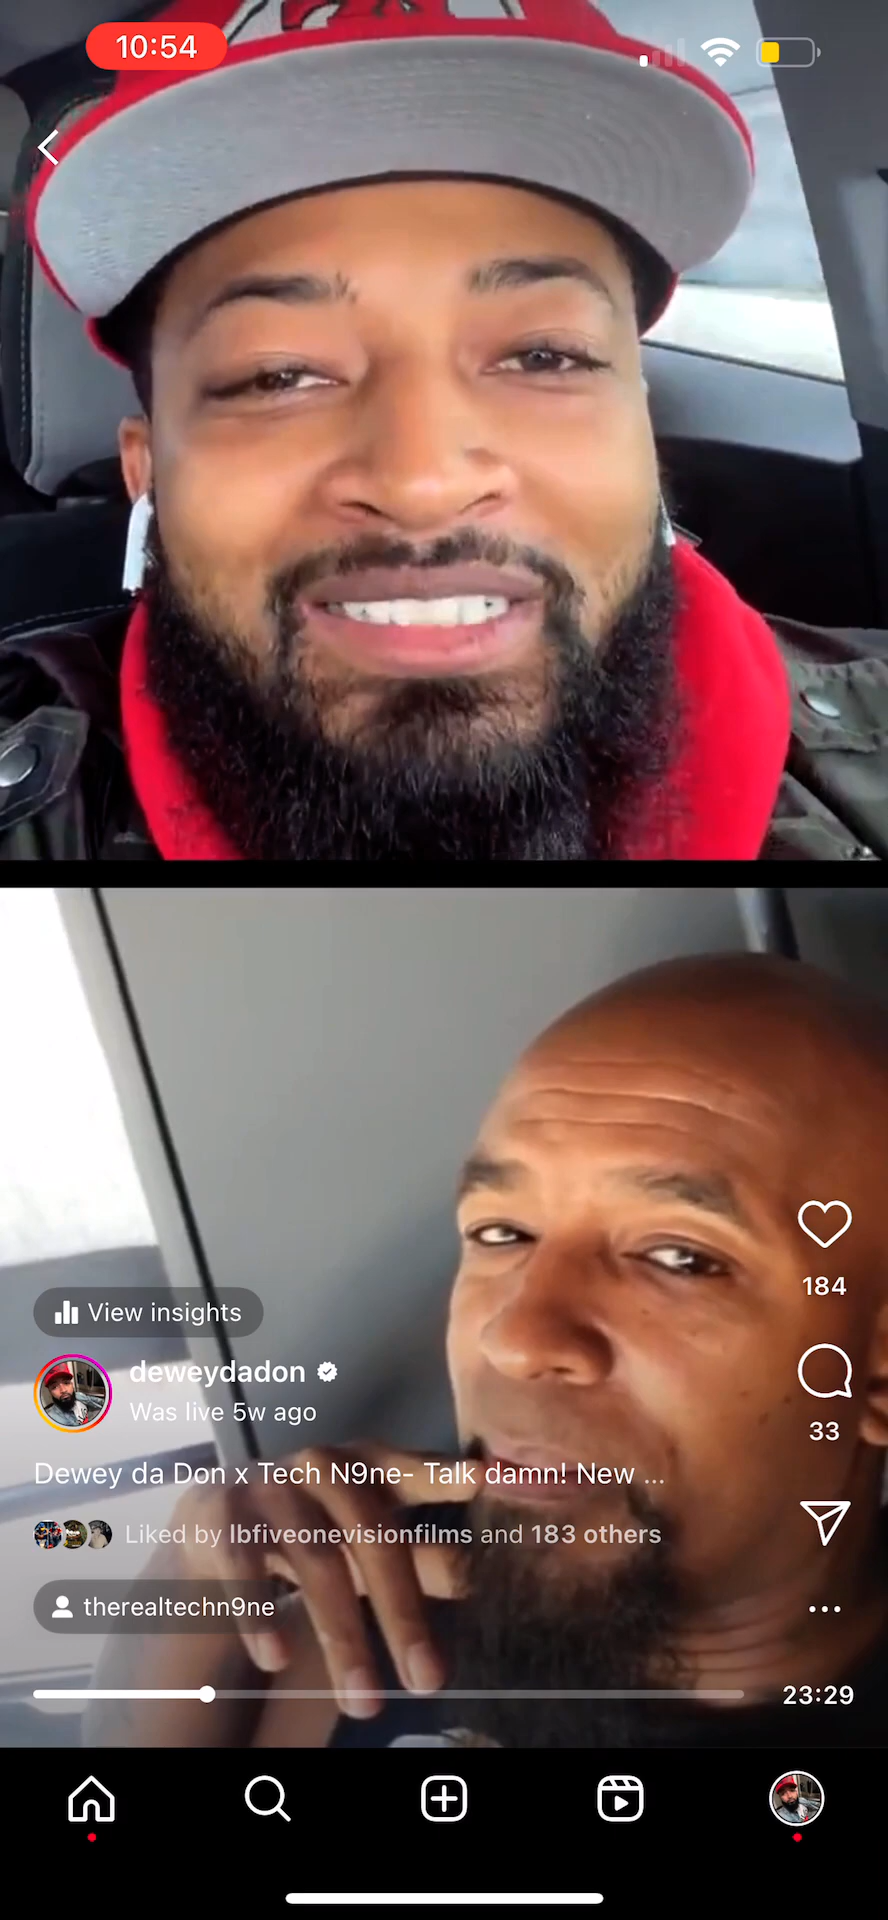 10:54
View insights
deweydadon
Was live 5w ago
Dewey da Don x Tech N9ne- Talk damn! New ...
Liked by lbfiveonevisionfilms and 183 others
therealtechn9ne
184
33
23:29